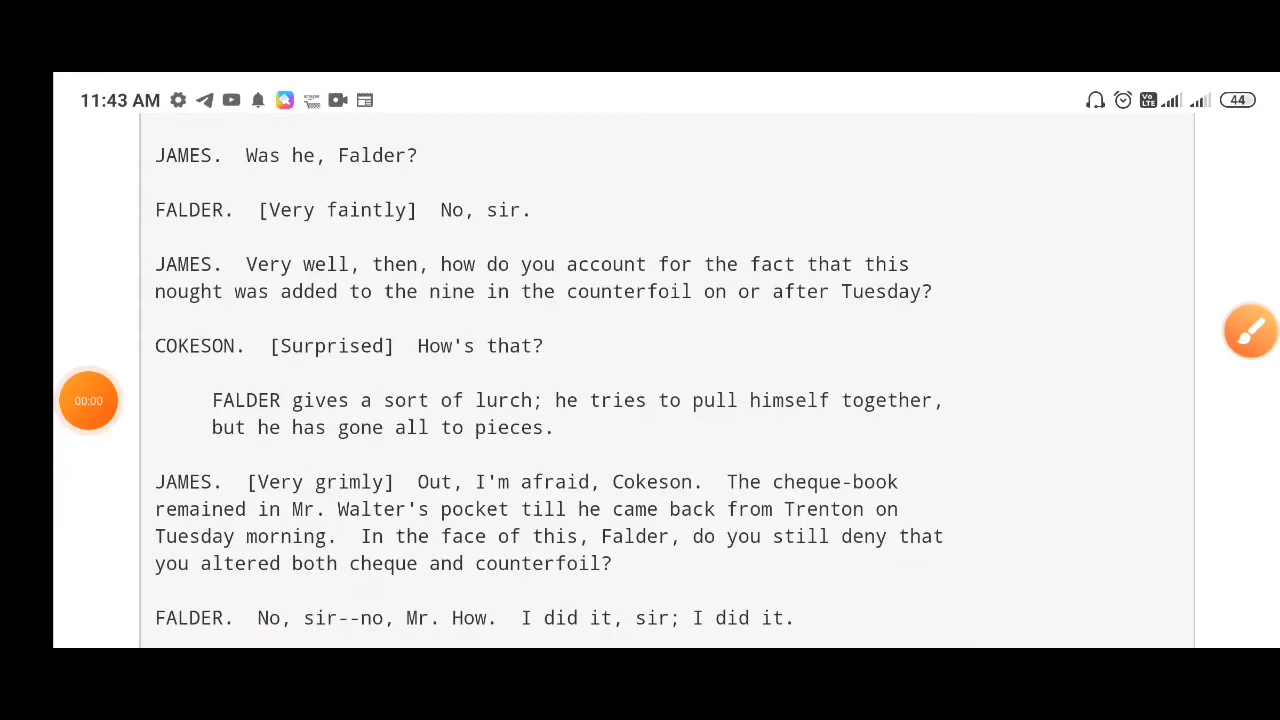 11:43 AM
44
JAMES.  Was he, Falder?
FALDER.  [Very faintly]  No, sir.
JAMES.  Very well, then, how do you account for the fact that this
nought was added to the nine in the counterfoil on or after Tuesday?
COKESON.  [Surprised]  How's that?
FALDER gives a sort of lurch; he tries to pull himself together,
but he has gone all to pieces.
00:00
JAMES.  [Very grimly]  Out, I'm afraid, Cokeson.  The cheque-book
remained in Mr. Walter's pocket till he came back from Trenton on
Tuesday morning.  In the face of this, Falder, do you still deny that
you altered both cheque and counterfoil?
FALDER.  No, sir--no, Mr. How.  I did it, sir; I did it.